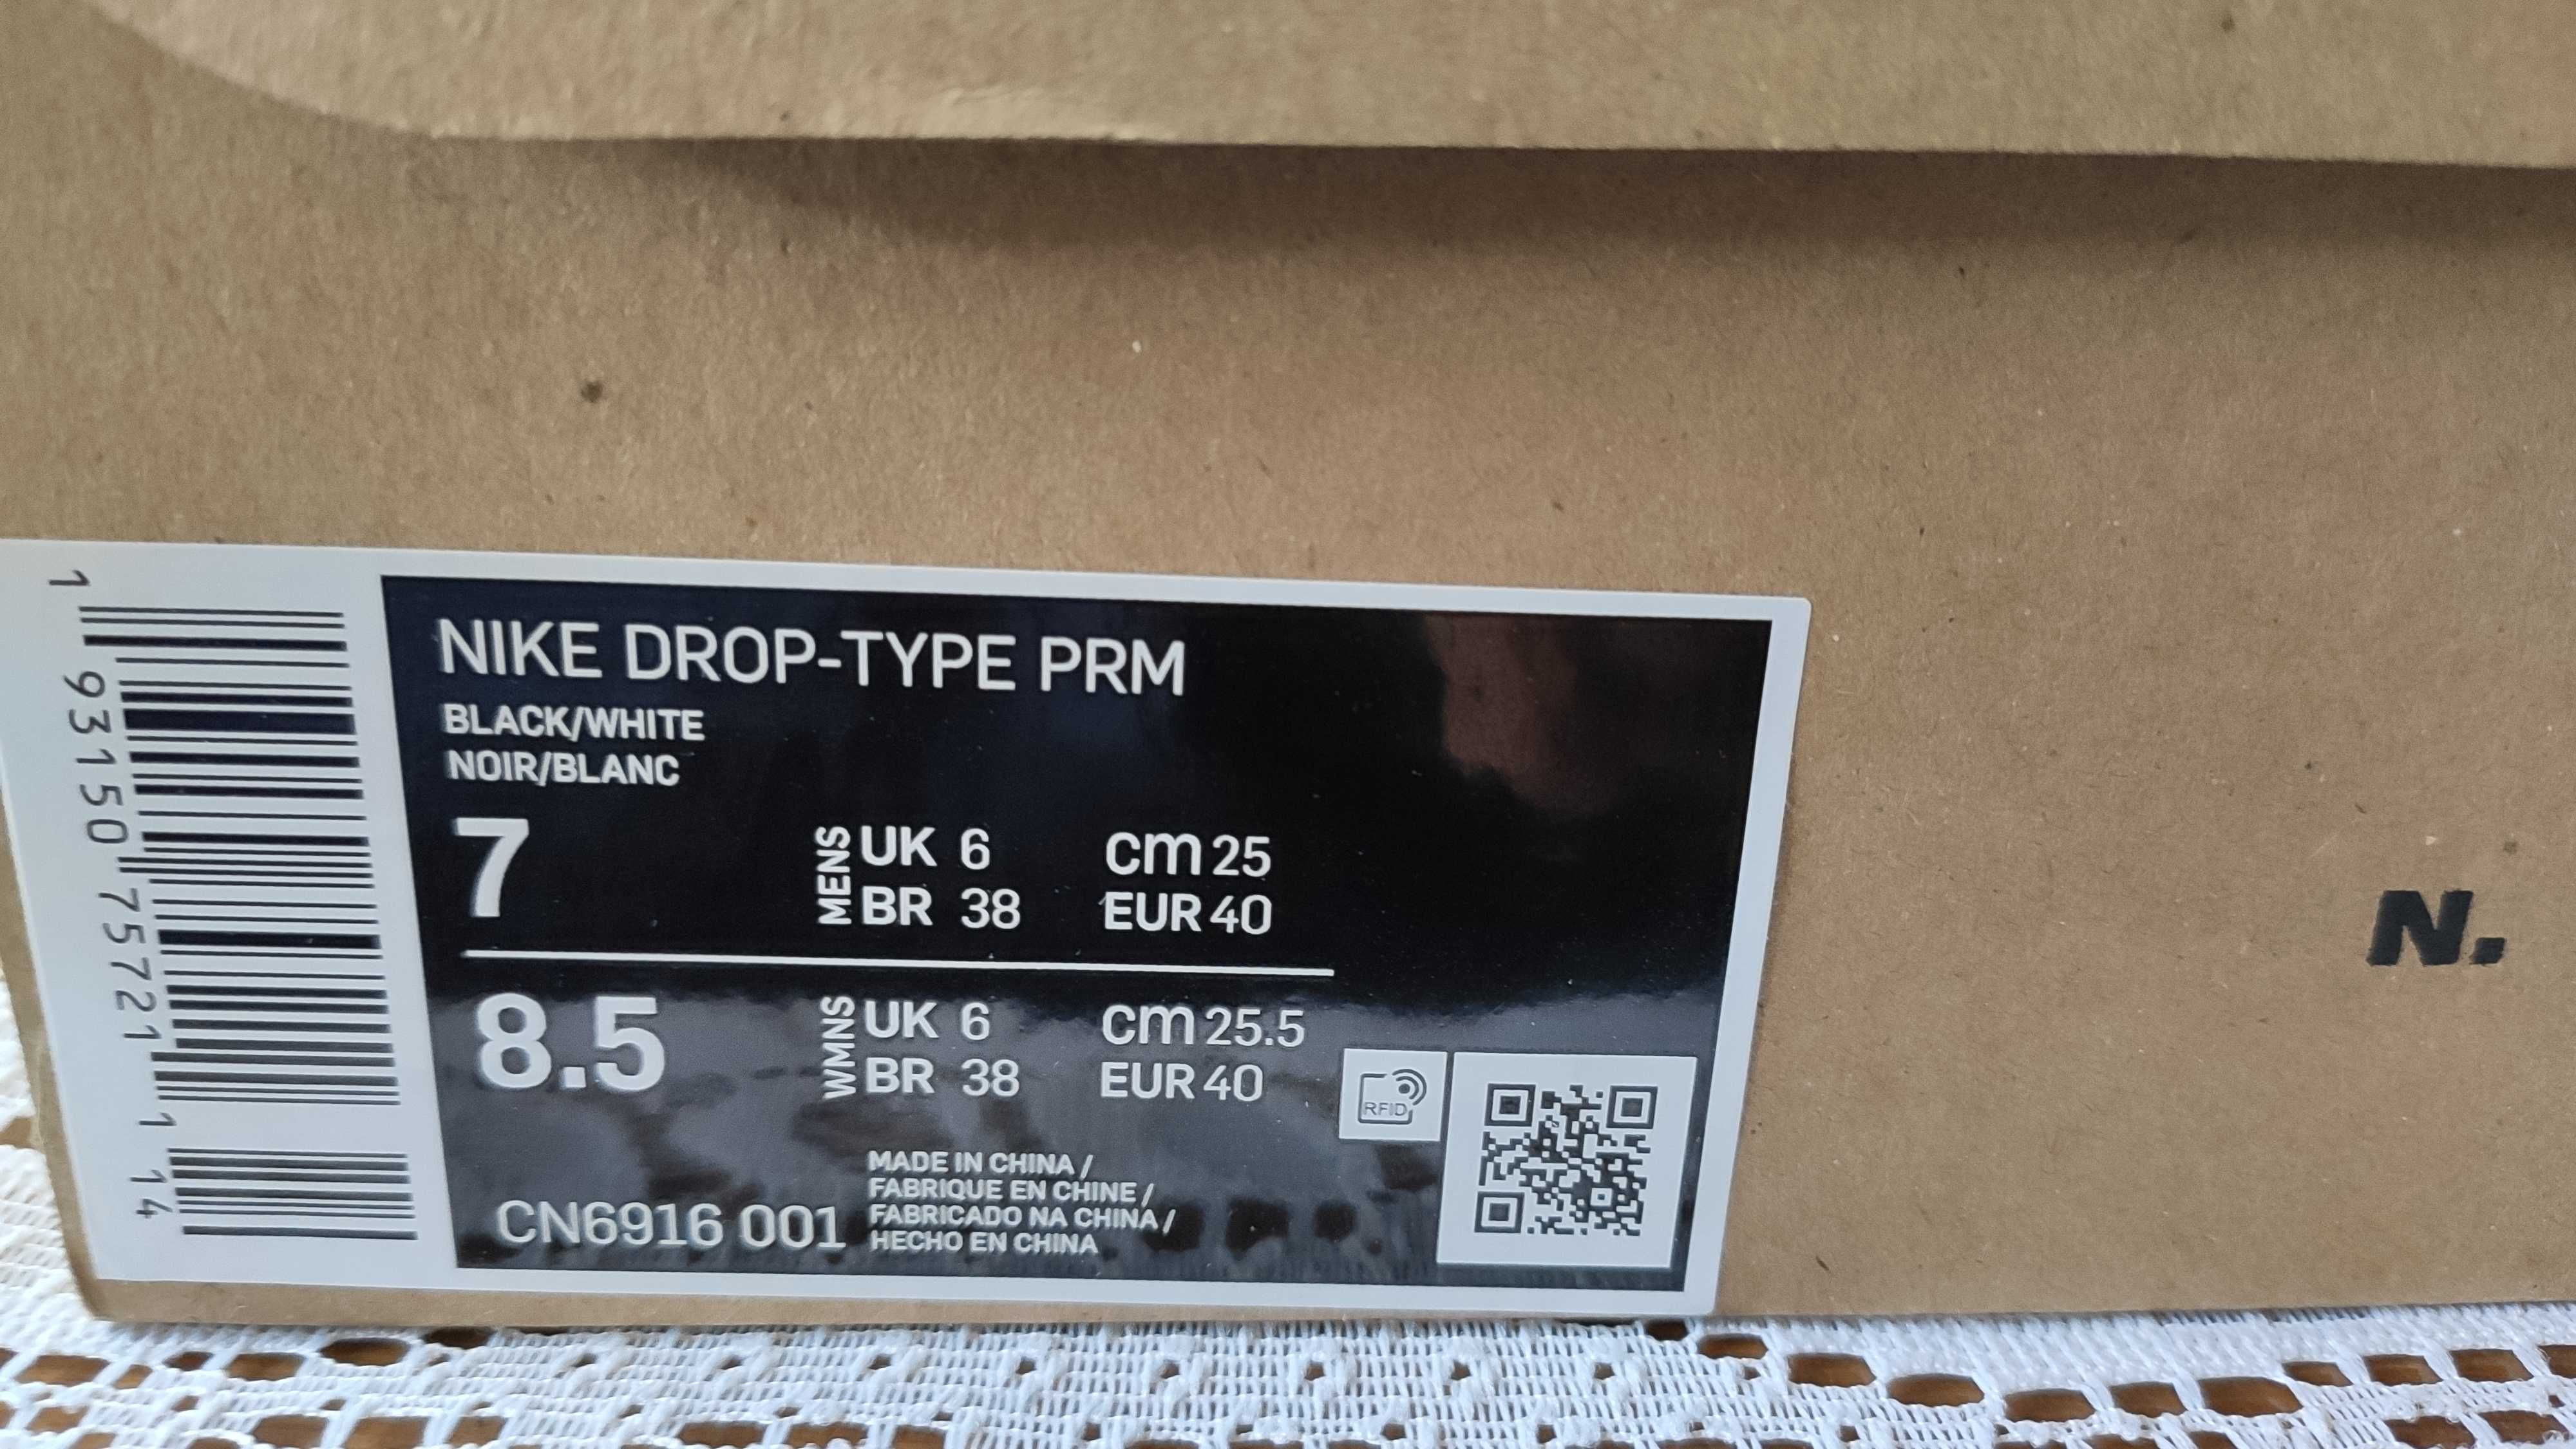 NIKE DROP-TYPE PRM
BLACK/WHITE
NOIR/BLANC
7 MENS UK 6 cm 25
BR 38 EUR 40
8.5 WMNS UK 6 cm 25.5
BR 38 EUR 40
RFID
MADE IN CHINA /
FABRIQUE EN CHINE /
FABRICADO NA CHINA /
HECHO EN CHINA
CN6916 001
1 93150 75721 1 14
N.